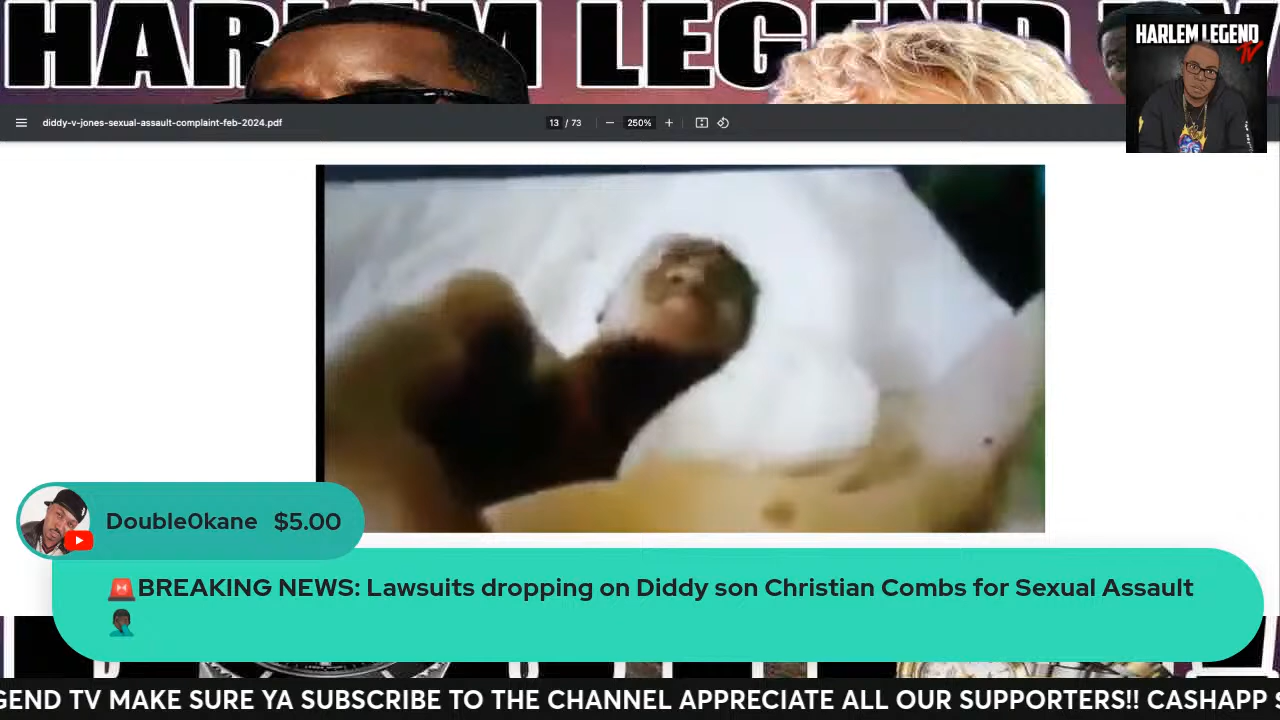 HARLEM LEGEND TV
HARLEM LEGEND
TV
diddy-v-jones-sexual-assault-complaint-feb-2024.pdf
13 / 73
250%
Double0kane $5.00
🚨BREAKING NEWS: Lawsuits dropping on Diddy son Christian Combs for Sexual Assault
🤦🏿‍♂️
GEND TV MAKE SURE YA SUBSCRIBE TO THE CHANNEL APPRECIATE ALL OUR SUPPORTERS!! CASHAPP